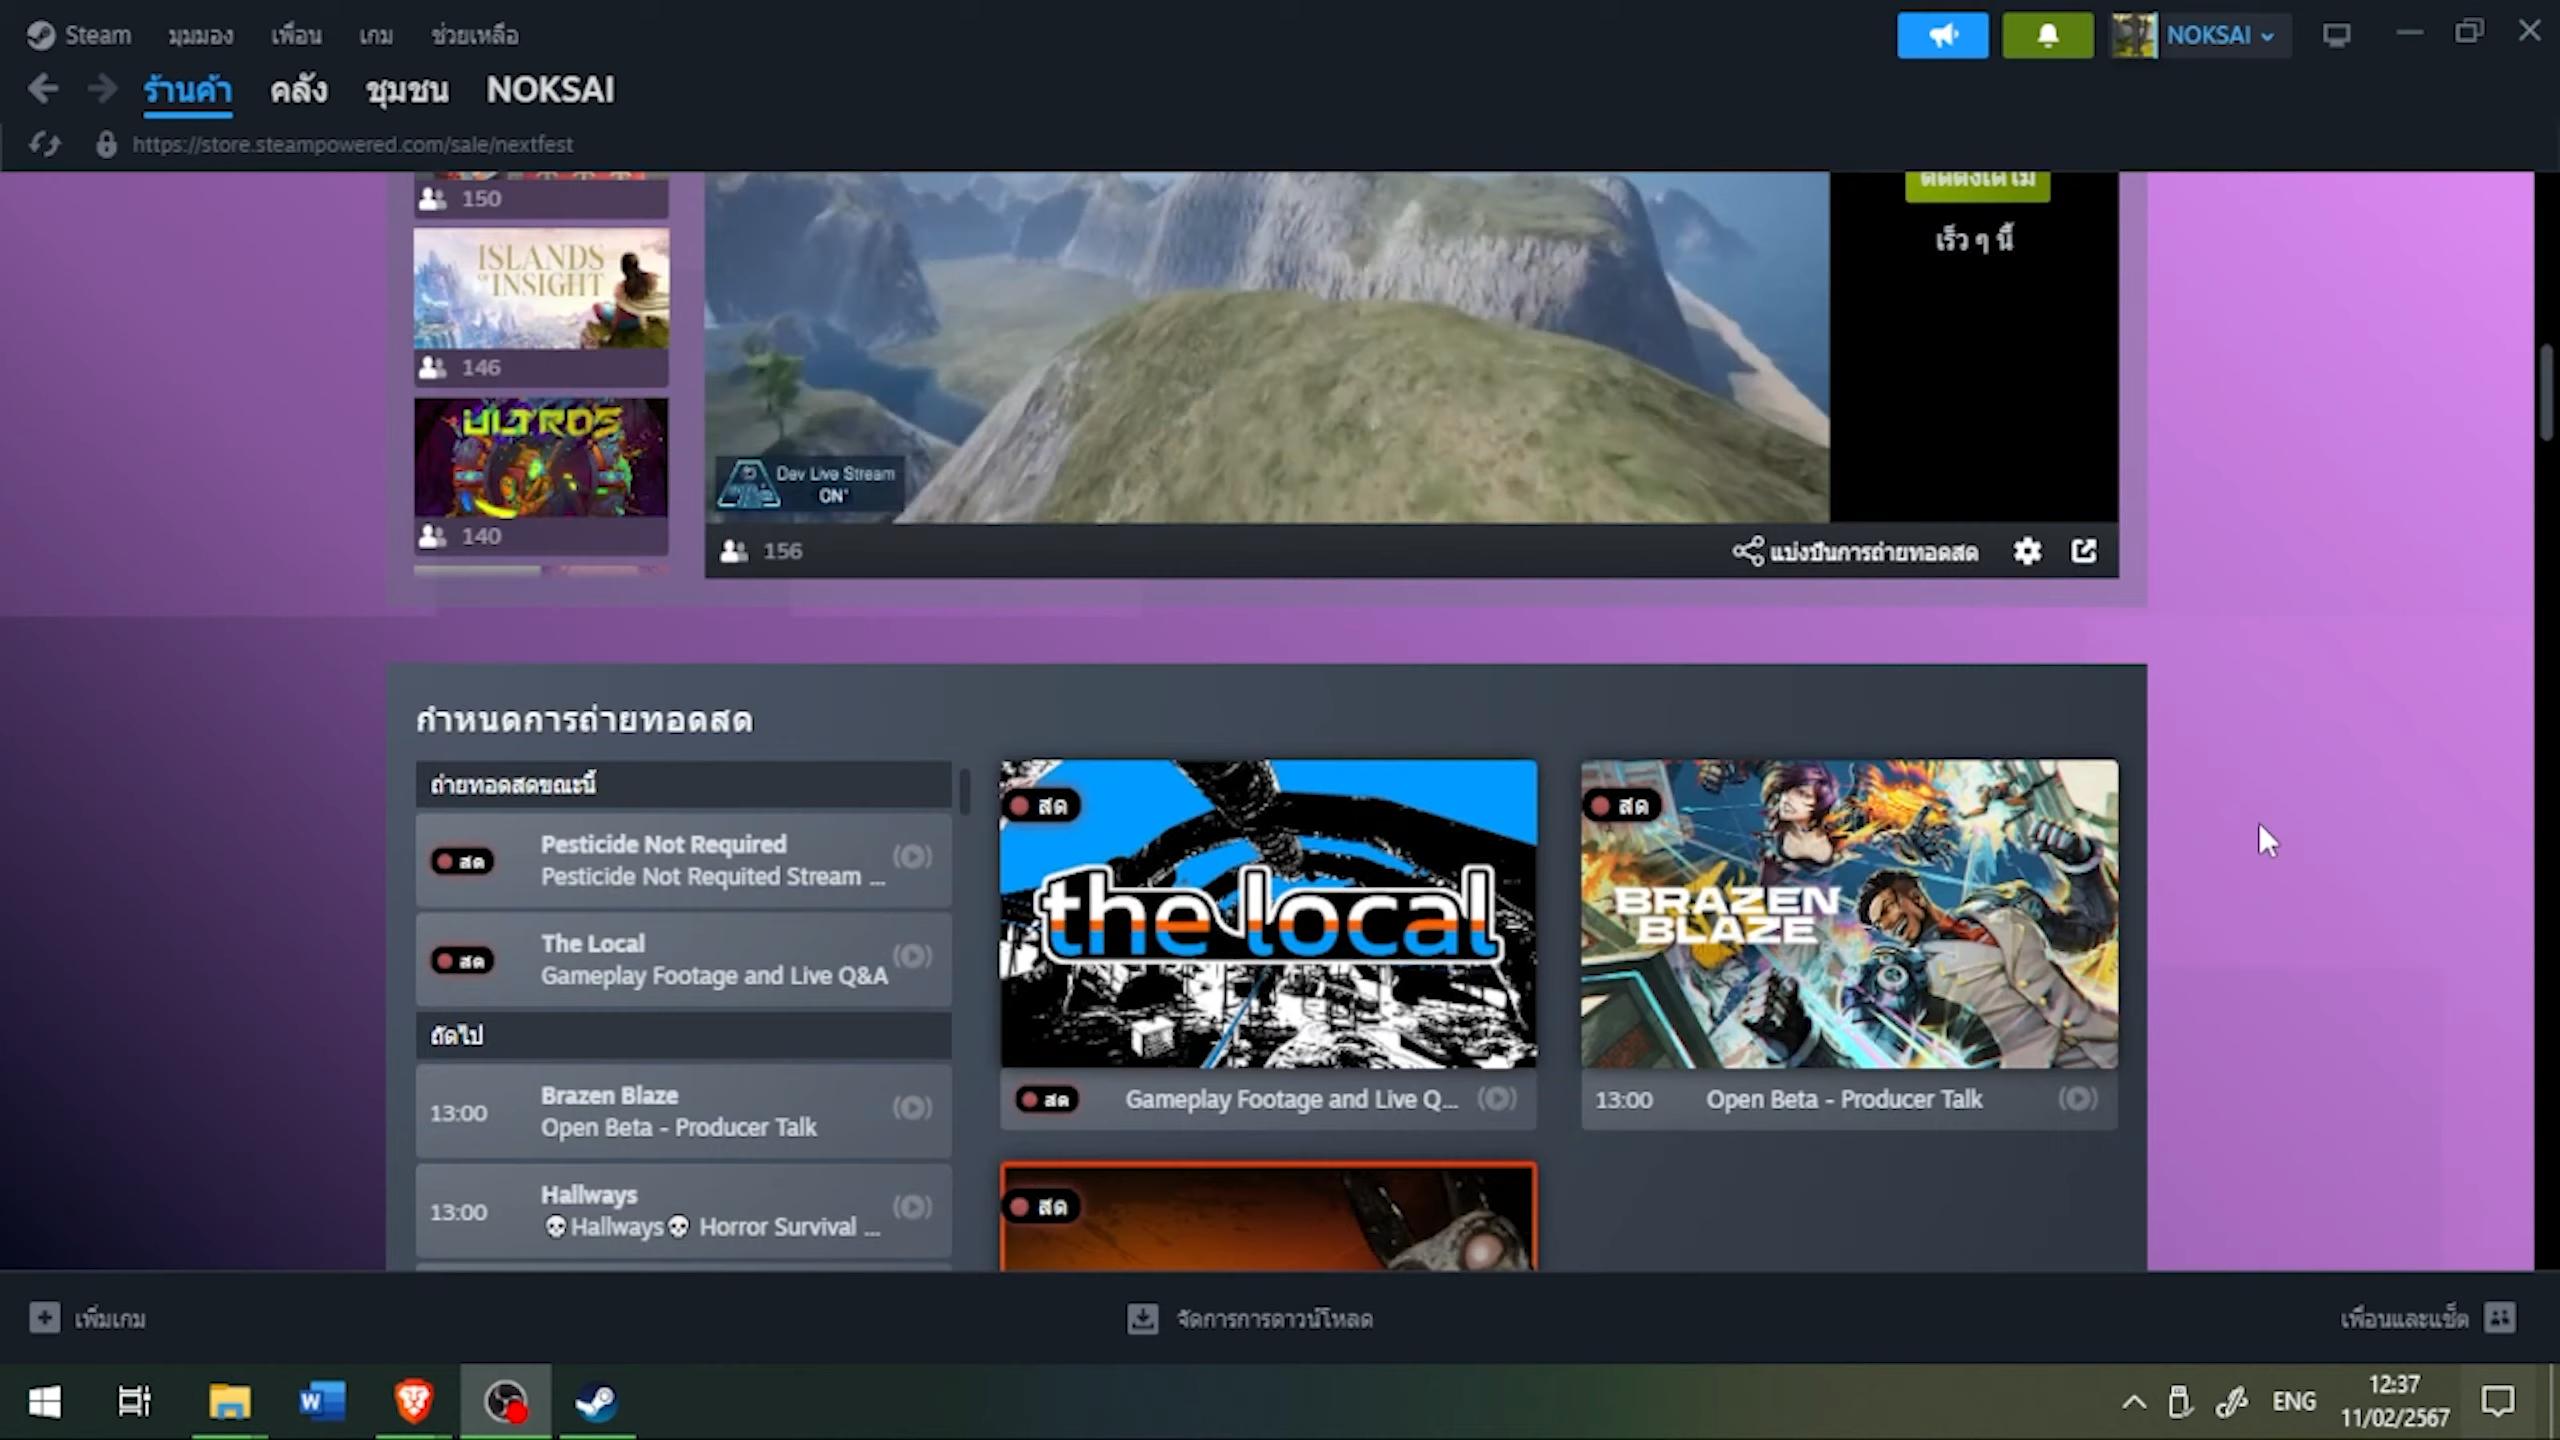 Steam มุมมอง เพื่อน เกม ช่วยเหลือ
NOKSAI
ร้านค้า คลัง ชุมชน NOKSAI
https://store.steampowered.com/sale/nextfest
150
ISLANDS
OF INSIGHT
146
ULTROS
140
เร็ว ๆ นี้
Dev Live Stream
ON'
156
แบ่งปันการถ่ายทอดสด
กำหนดการถ่ายทอดสด
ถ่ายทอดสดขณะนี้
สด
Pesticide Not Required
Pesticide Not Requited Stream ...
สด
The Local
Gameplay Footage and Live Q&A
ถัดไป
13:00
Brazen Blaze
Open Beta - Producer Talk
13:00
Hallways
💀Hallways💀 Horror Survival ...
สด
the local
สด Gameplay Footage and Live Q...
สด
BRAZEN
BLAZE
13:00 Open Beta - Producer Talk
สด
เพิ่มเกม
จัดการการดาวน์โหลด
เพื่อนและแช็ต
ENG
12:37
11/02/2567